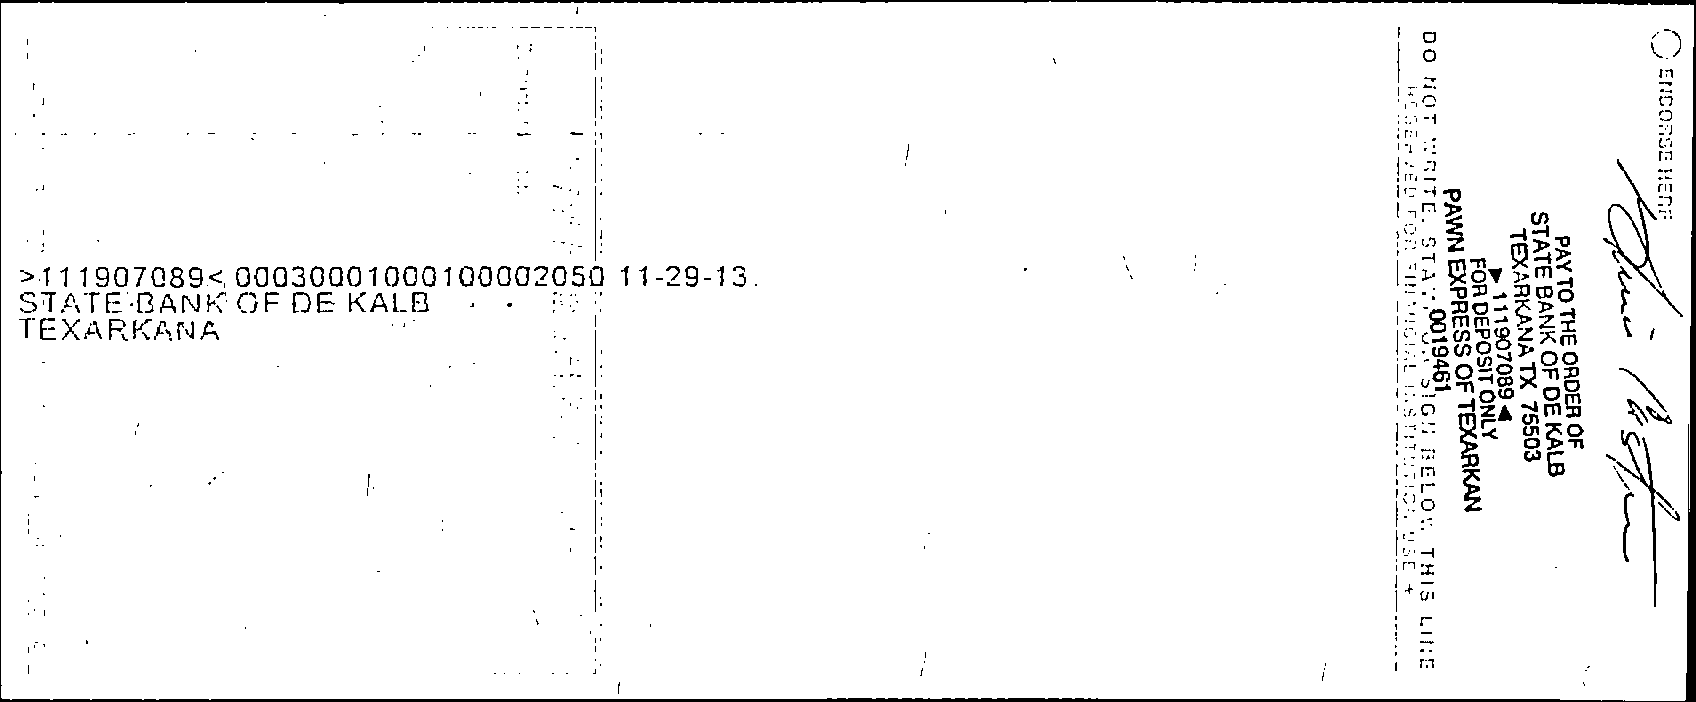 >111907089< 00030001000100002050 11-29-13
STATE BANK OF DE KALB
TEXARKANA
ENDORSE HERE
PAY TO THE ORDER OF
STATE BANK OF DE KALB
TEXARKANA TX 75503
▶ 111907089 ◀
FOR DEPOSIT ONLY
PAWN EXPRESS OF TEXARKAN
0019461
DO NOT WRITE, STAMP OR SIGN BELOW THIS LINE
RESERVED FOR FINANCIAL INSTITUTION USE +